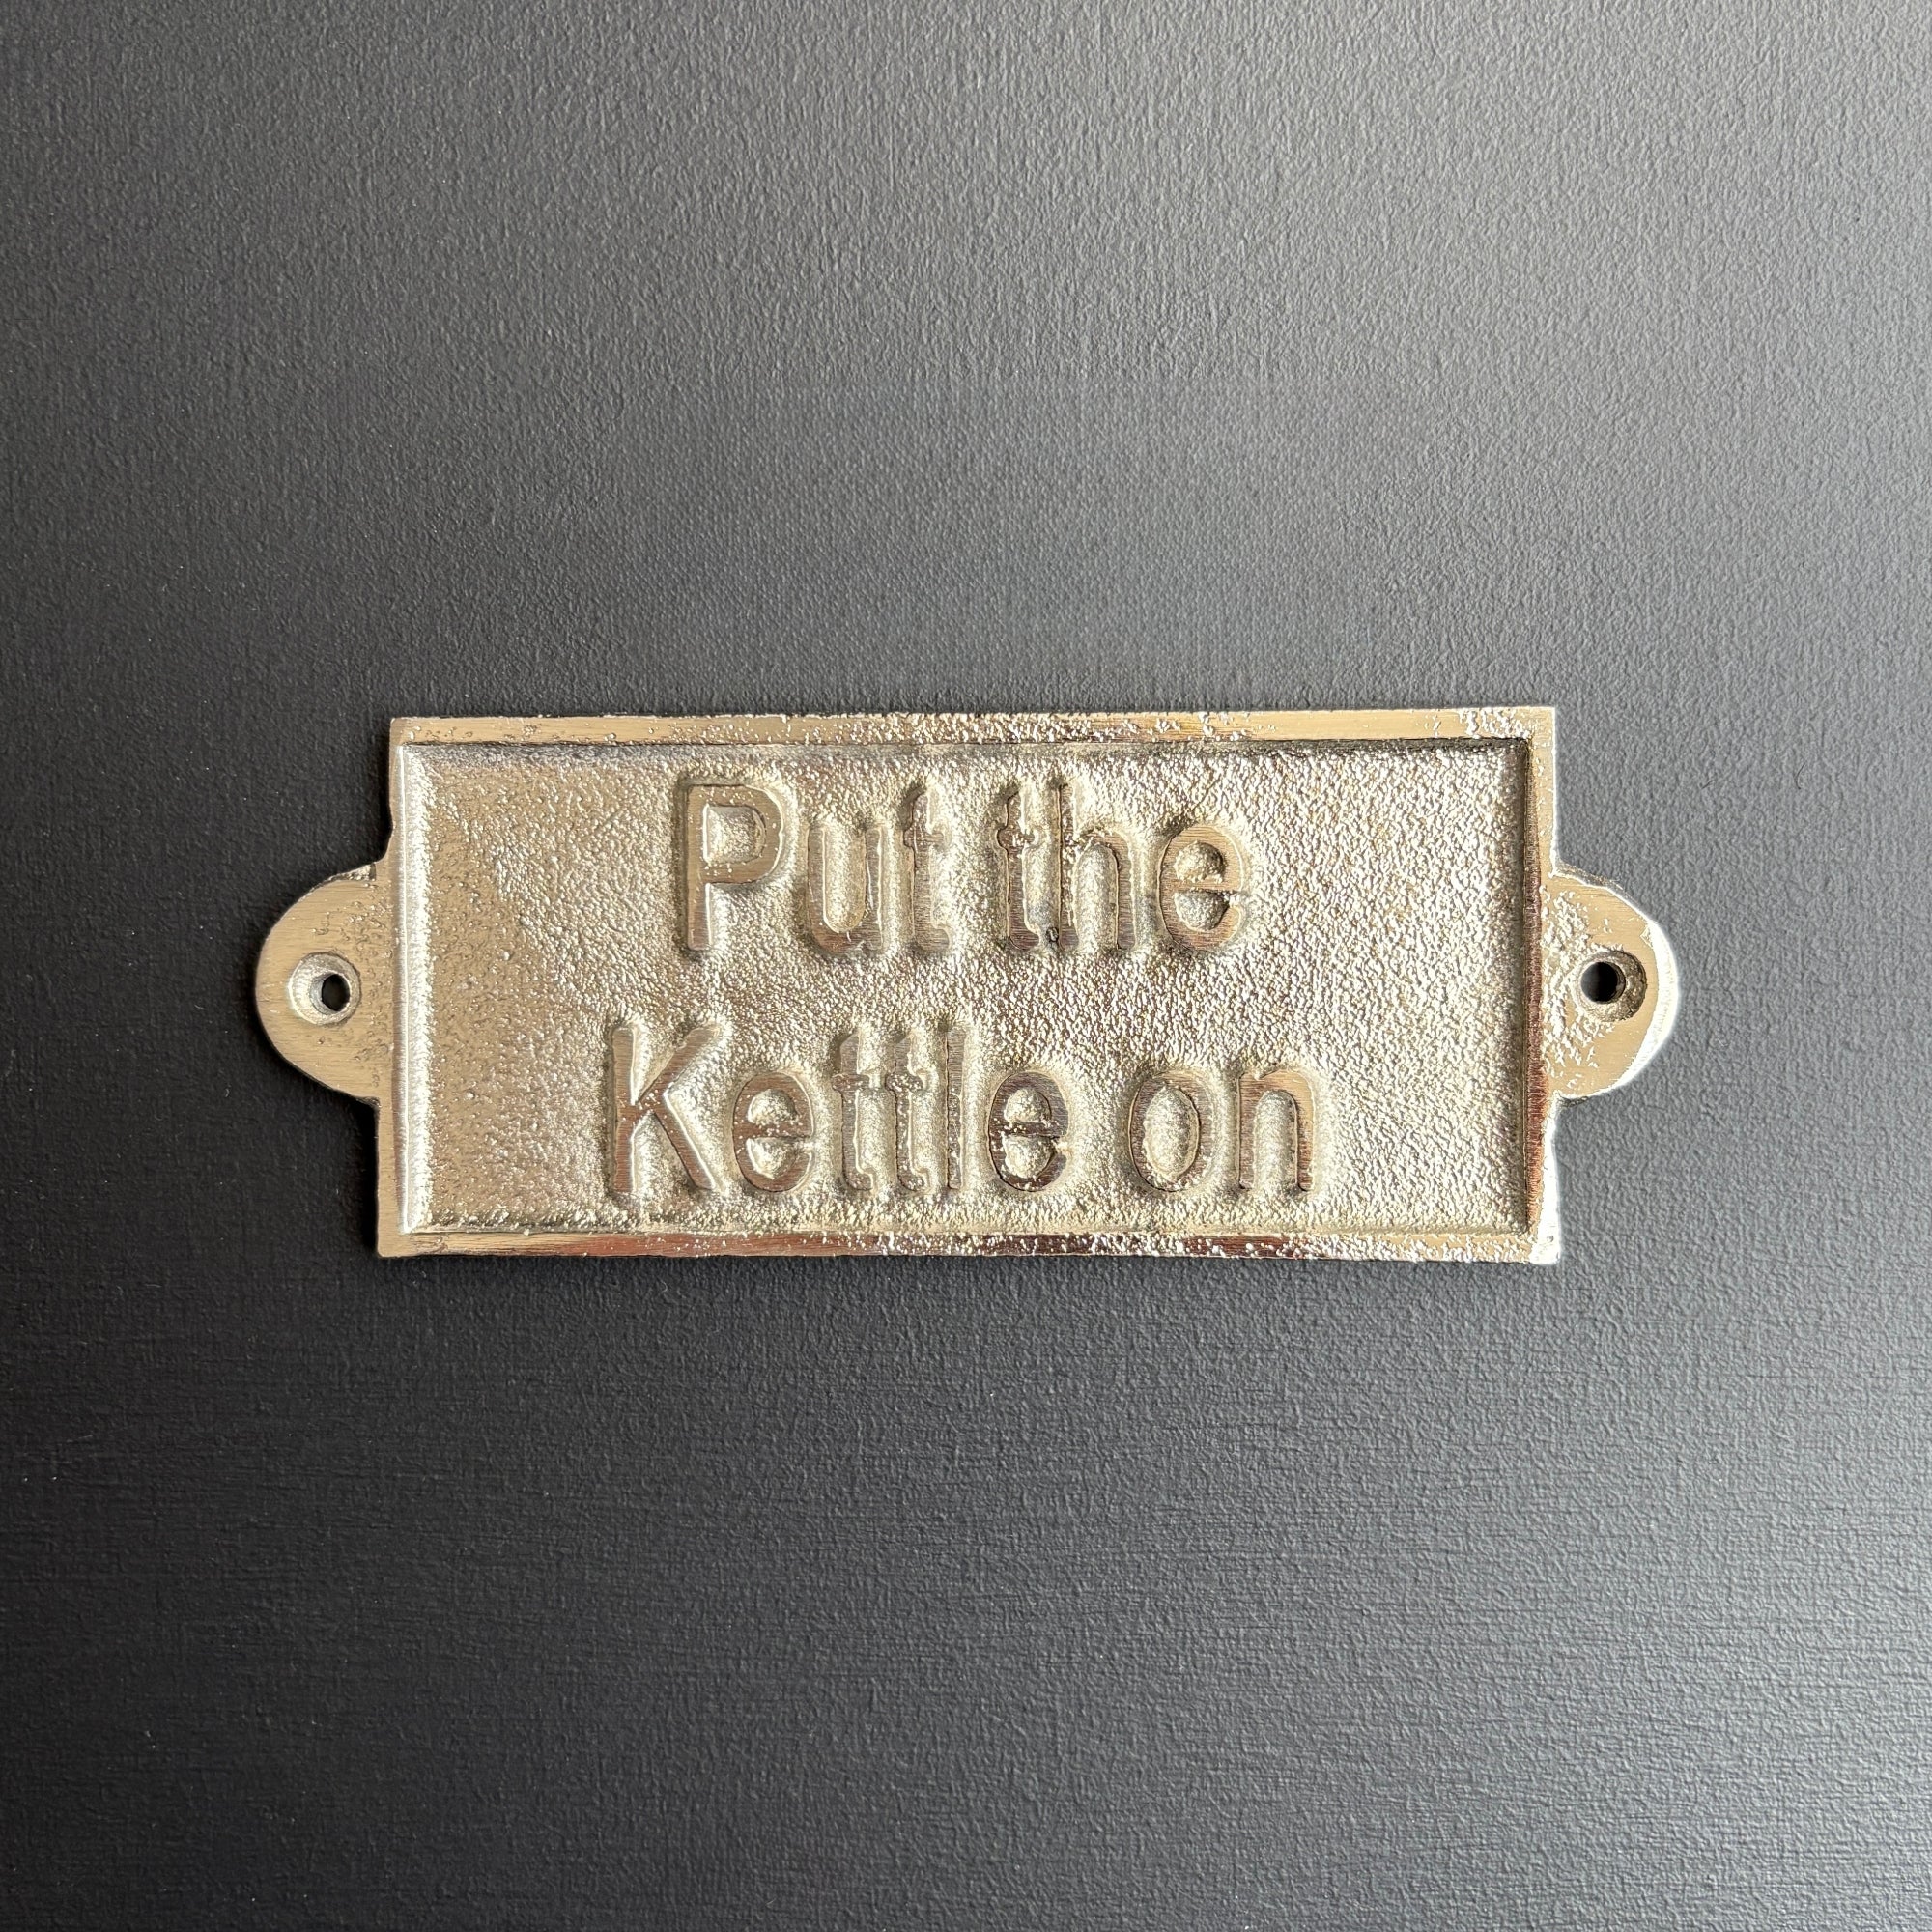 Put the
Kettle on